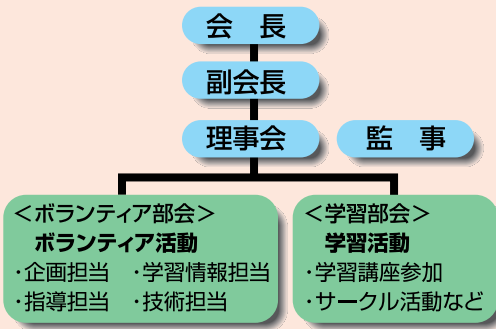 会　長
副会長
理事会
監　事
＜ボランティア部会＞
ボランティア活動
・企画担当　・学習情報担当
・指導担当　・技術担当
＜学習部会＞
学習活動
・学習講座参加
・サークル活動など